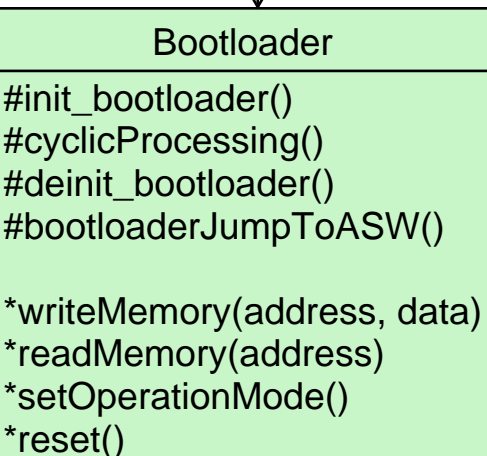 Bootloader
#init_bootloader()
#cyclicProcessing()
#deinit_bootloader()
#bootloaderJumpToASW()
*writeMemory(address, data)
*readMemory(address)
*setOperationMode()
*reset()